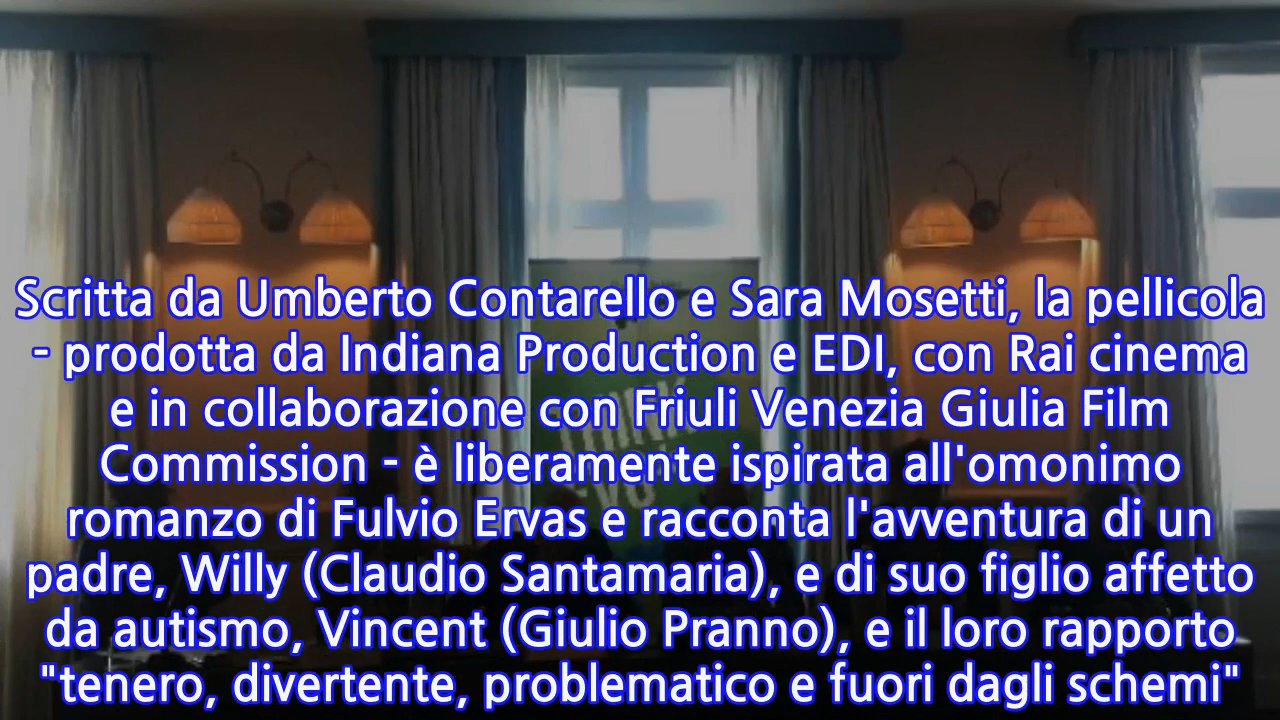 Scritta da Umberto Contarello e Sara Mosetti, la pellicola
- prodotta da Indiana Production e EDI, con Rai cinema
e in collaborazione con Friuli Venezia Giulia Film
Commission - è liberamente ispirata all'omonimo
romanzo di Fulvio Ervas e racconta l'avventura di un
padre, Willy (Claudio Santamaria), e di suo figlio affetto
da autismo, Vincent (Giulio Pranno), e il loro rapporto
"tenero, divertente, problematico e fuori dagli schemi"
THINK